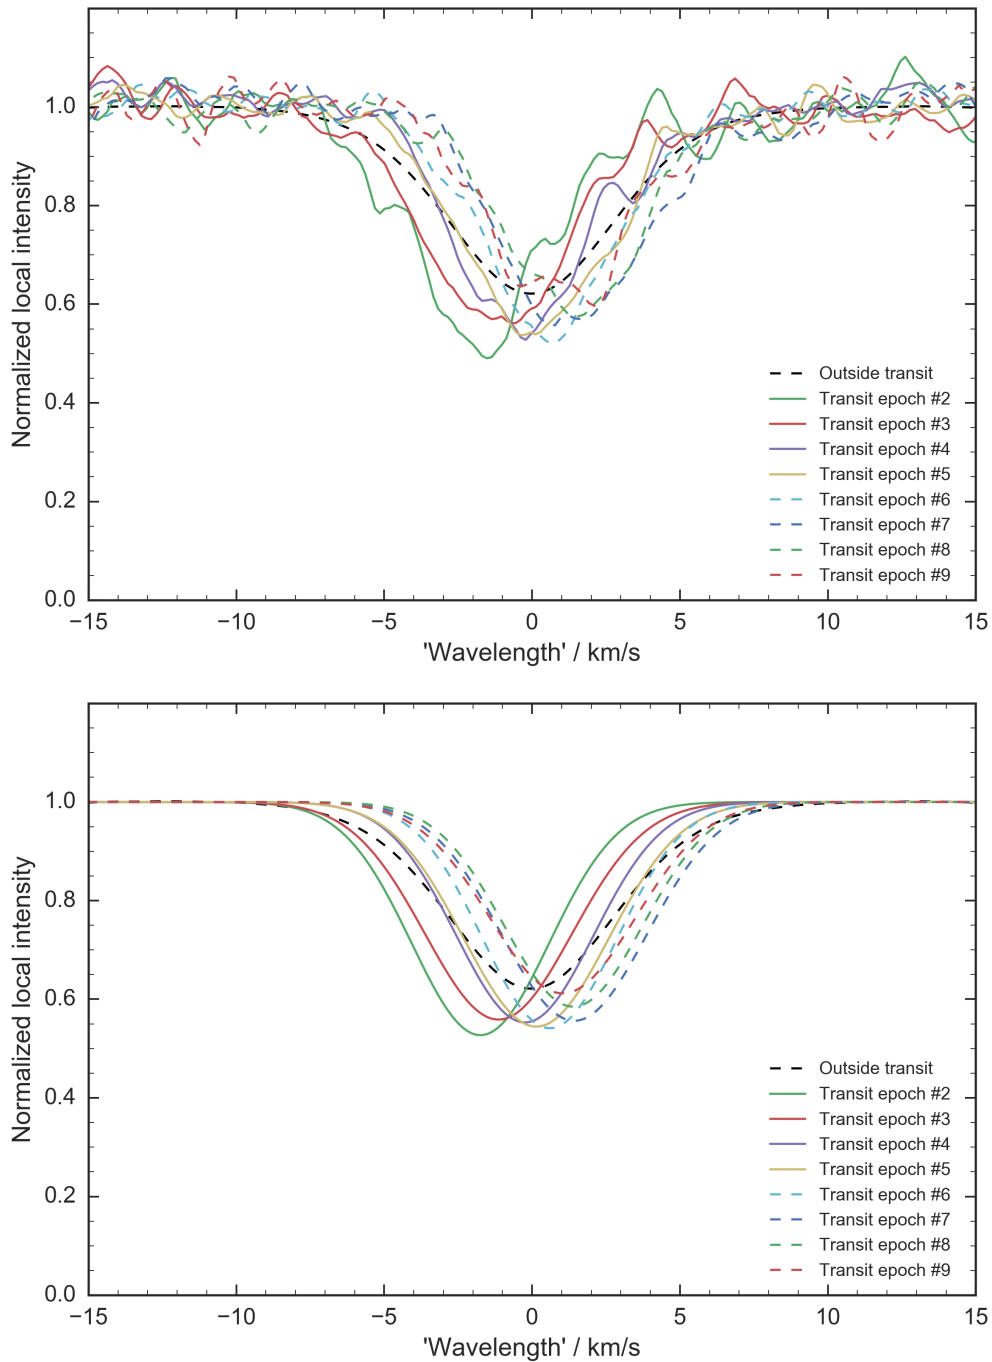 1.0
0.8
0.6
0.4
0.2
0.0
Normalized local intensity
Outside transit
Transit epoch #2
Transit epoch #3
Transit epoch #4
Transit epoch #5
Transit epoch #6
Transit epoch #7
Transit epoch #8
Transit epoch #9
−15 −10 −5 0 5 10 15
'Wavelength' / km/s
1.0
0.8
0.6
0.4
0.2
0.0
Normalized local intensity
Outside transit
Transit epoch #2
Transit epoch #3
Transit epoch #4
Transit epoch #5
Transit epoch #6
Transit epoch #7
Transit epoch #8
Transit epoch #9
−15 −10 −5 0 5 10 15
'Wavelength' / km/s